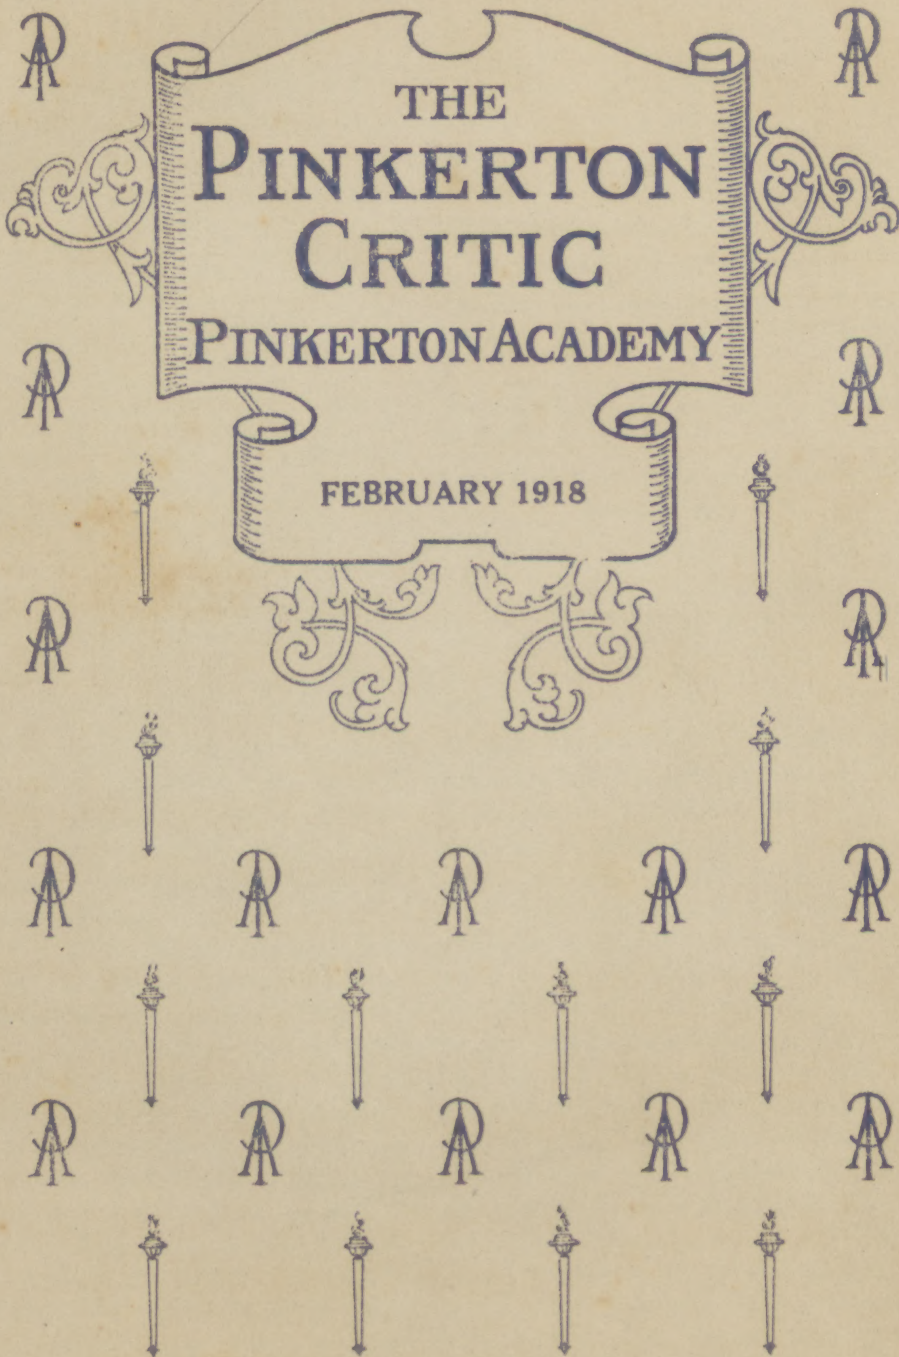 THE
PINKERTON
CRITIC
PINKERTON ACADEMY
FEBRUARY 1918